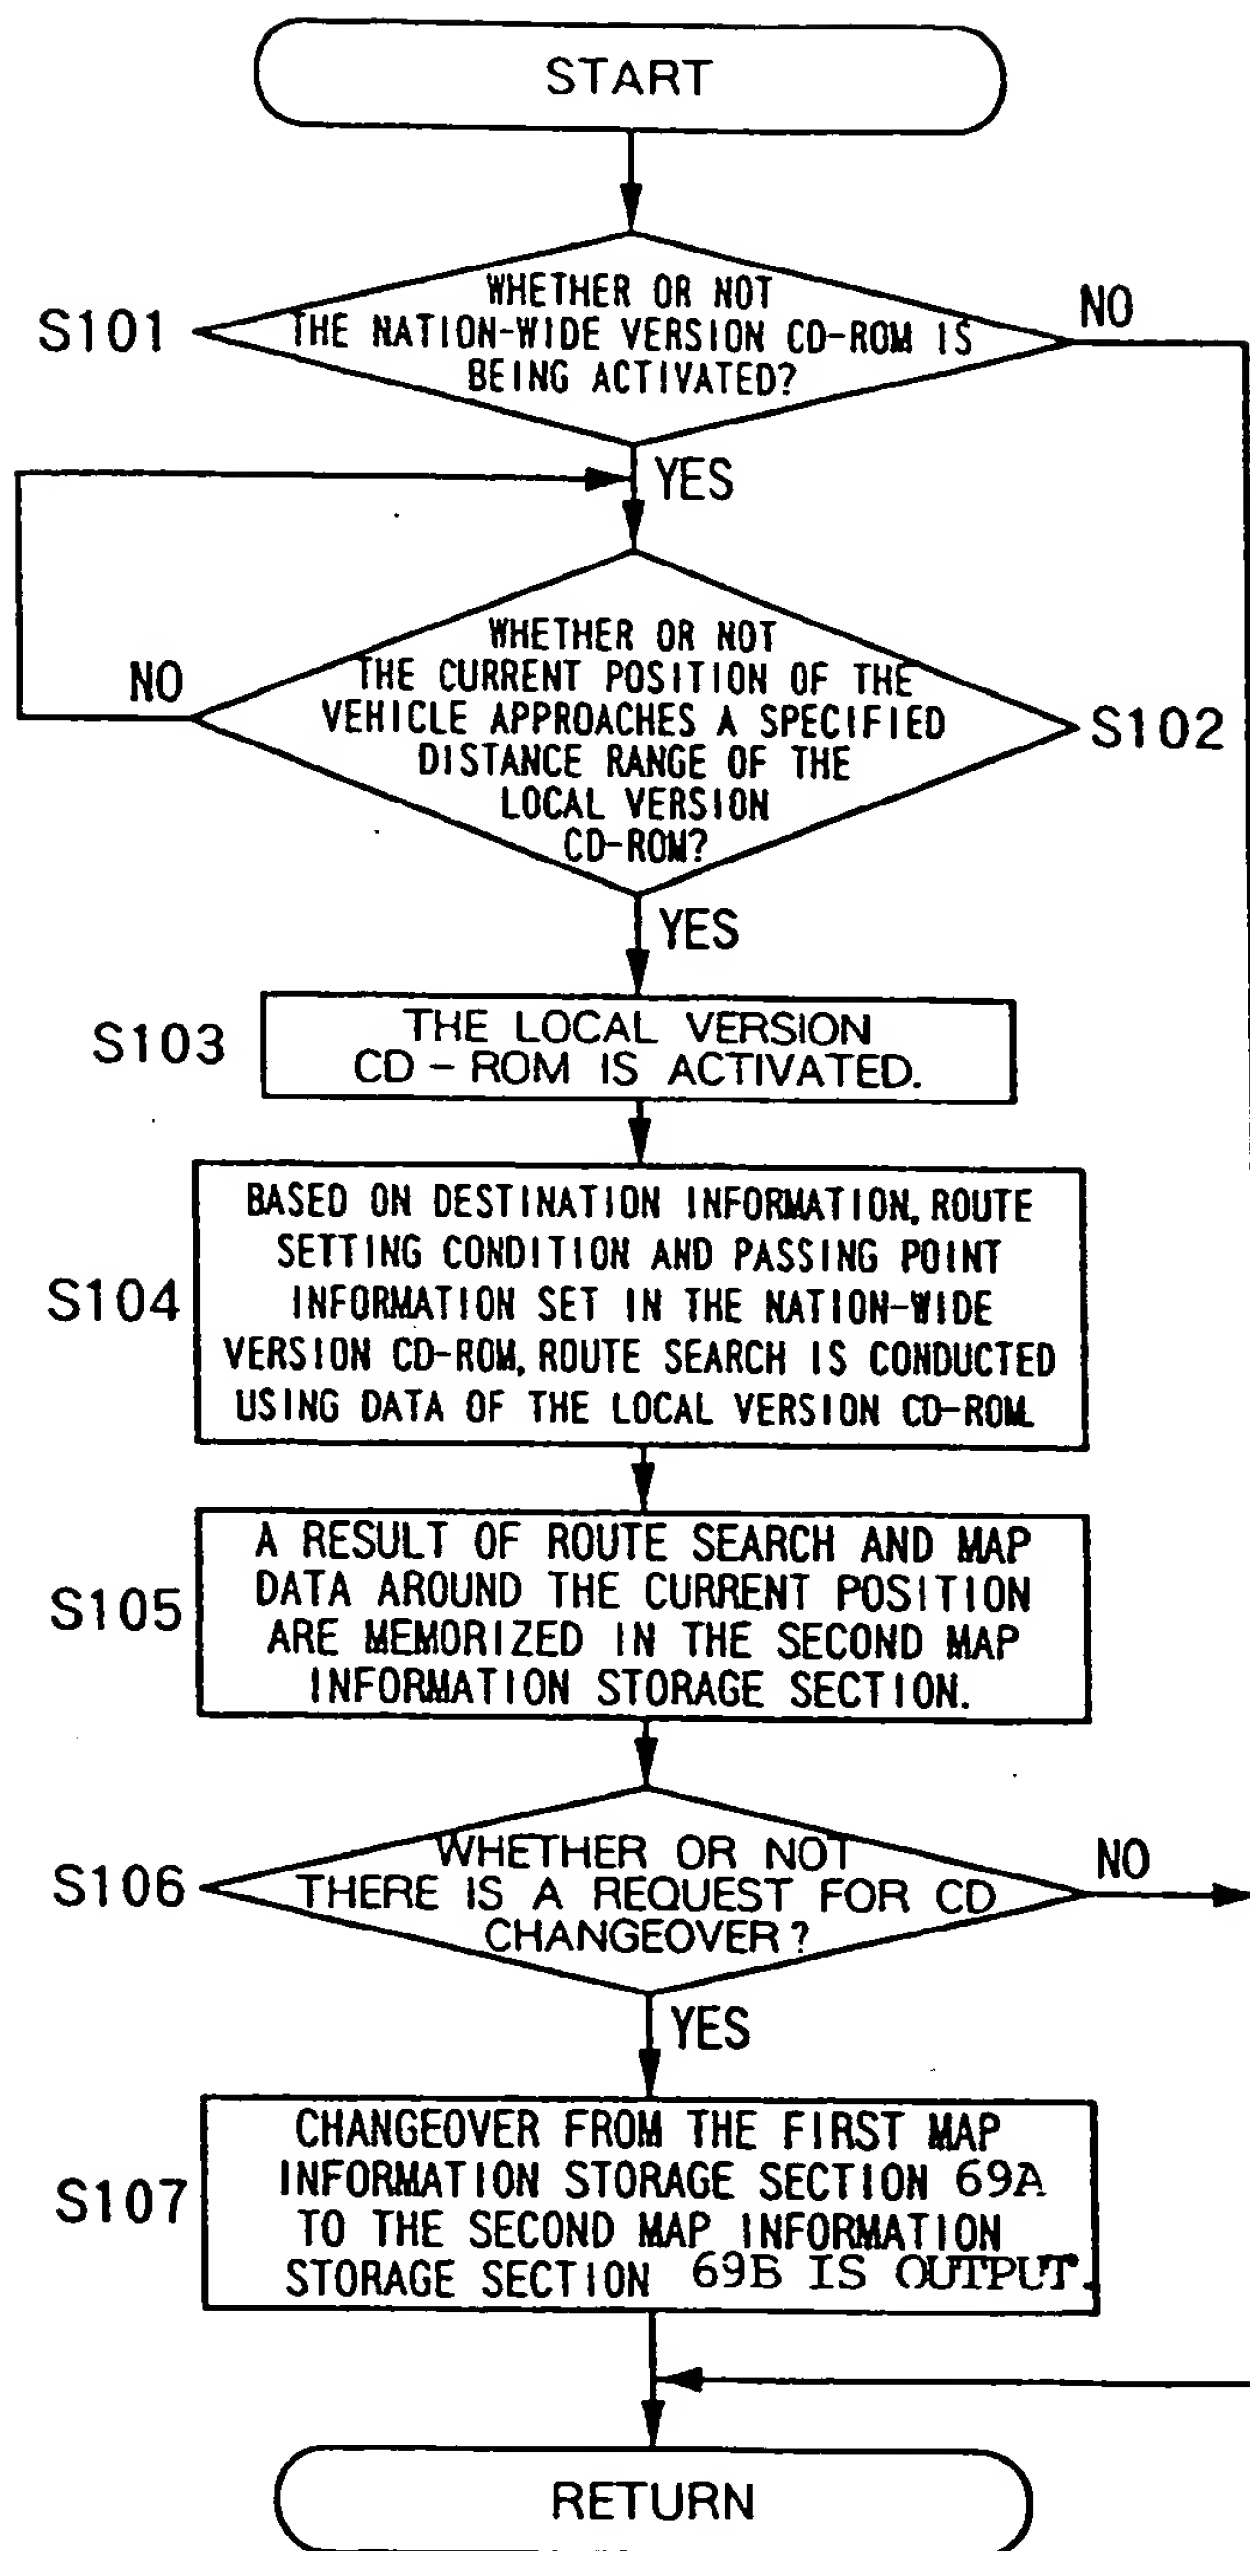 START
S101
WHETHER OR NOT
THE NATION-WIDE VERSION CD-ROM IS
BEING ACTIVATED?
NO
YES
WHETHER OR NOT
THE CURRENT POSITION OF THE
VEHICLE APPROACHES A SPECIFIED
DISTANCE RANGE OF THE
LOCAL VERSION
CD-ROM?
NO
S102
YES
S103
THE LOCAL VERSION
CD-ROM IS ACTIVATED.
S104
BASED ON DESTINATION INFORMATION, ROUTE
SETTING CONDITION AND PASSING POINT
INFORMATION SET IN THE NATION-WIDE
VERSION CD-ROM, ROUTE SEARCH IS CONDUCTED
USING DATA OF THE LOCAL VERSION CD-ROM.
S105
A RESULT OF ROUTE SEARCH AND MAP
DATA AROUND THE CURRENT POSITION
ARE MEMORIZED IN THE SECOND MAP
INFORMATION STORAGE SECTION.
S106
WHETHER OR NOT
THERE IS A REQUEST FOR CD
CHANGEOVER?
NO
YES
S107
CHANGEOVER FROM THE FIRST MAP
INFORMATION STORAGE SECTION 69A
TO THE SECOND MAP INFORMATION
STORAGE SECTION 69B IS OUTPUT.
RETURN